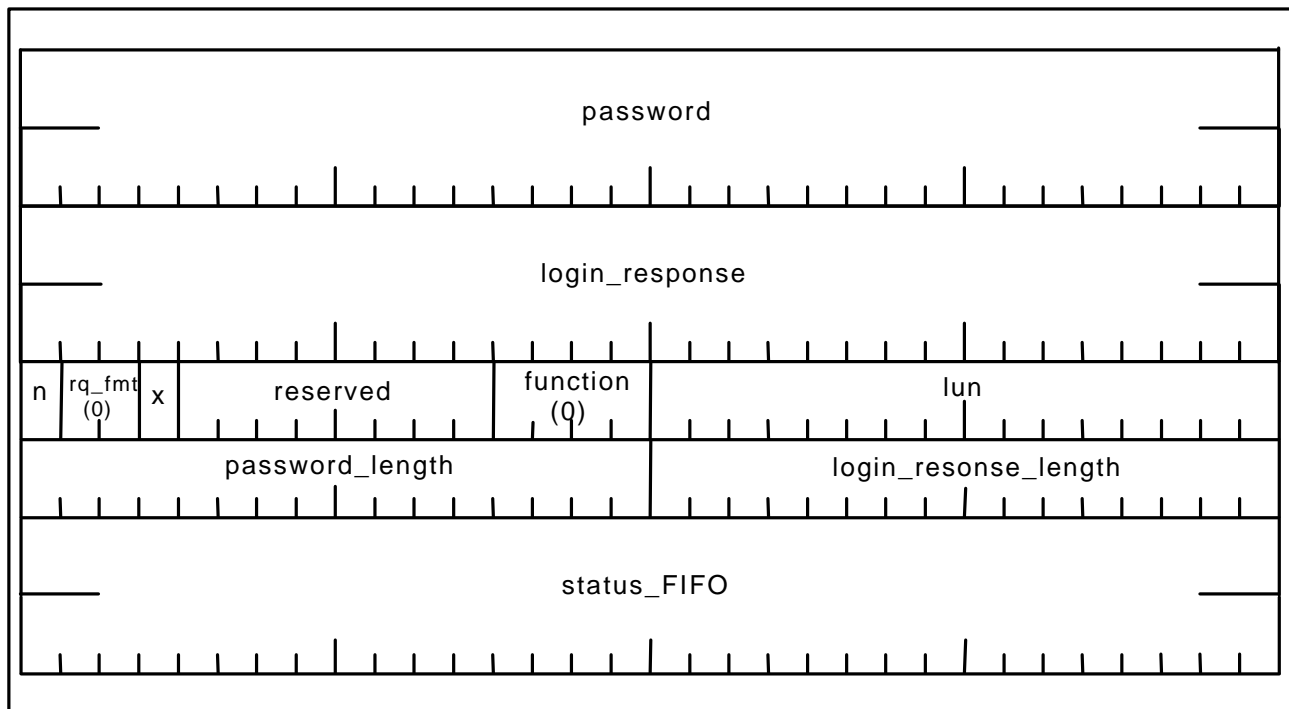 password
login_response
n
rq_fmt
(0)
x
reserved
function
(0)
lun
password_length
login_resonse_length
status_FIFO